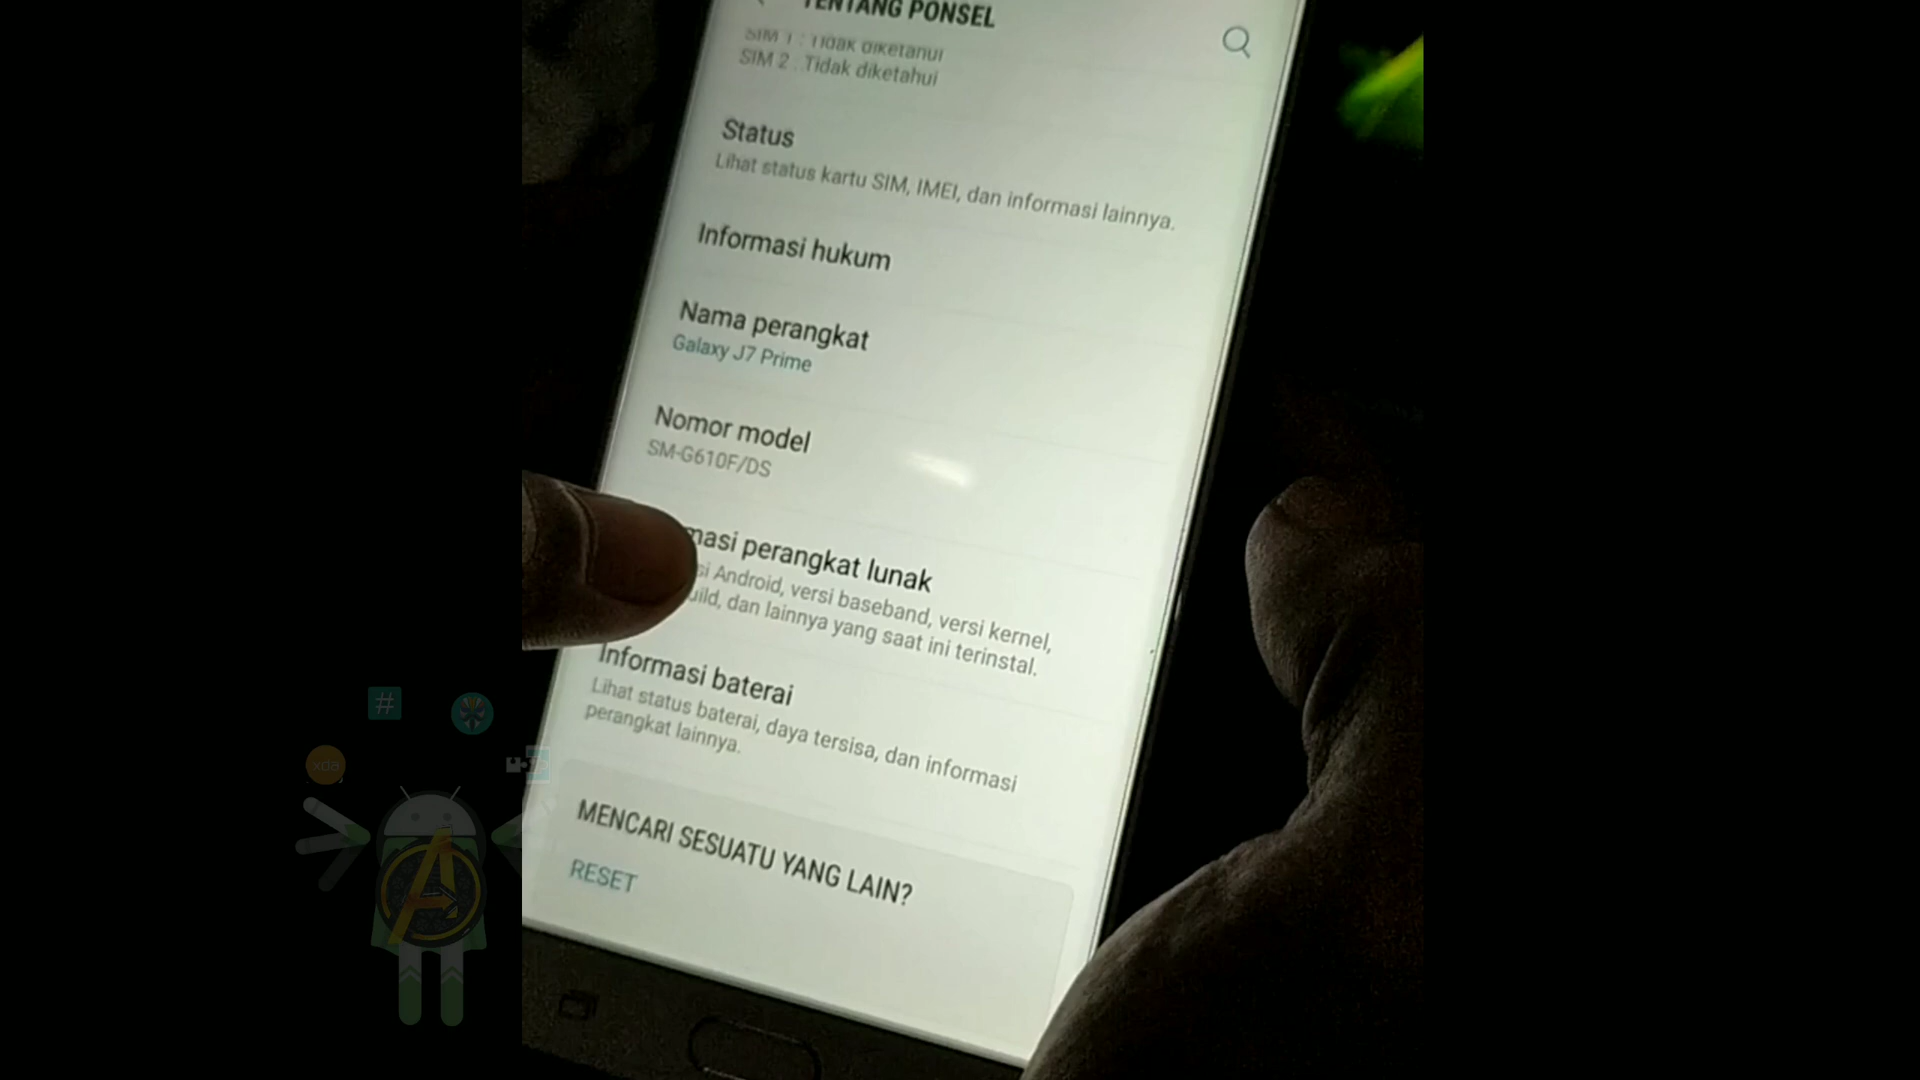 TENTANG PONSEL
SIM 1 : Tidak diketahui
SIM 2 : Tidak diketahui
Status
Lihat status kartu SIM, IMEI, dan informasi lainnya.
Informasi hukum
Nama perangkat
Galaxy J7 Prime
Nomor model
SM-G610F/DS
masi perangkat lunak
si Android, versi baseband, versi kernel,
uild, dan lainnya yang saat ini terinstal.
Informasi baterai
Lihat status baterai, daya tersisa, dan informasi
perangkat lainnya.
#
xda
MENCARI SESUATU YANG LAIN?
RESET